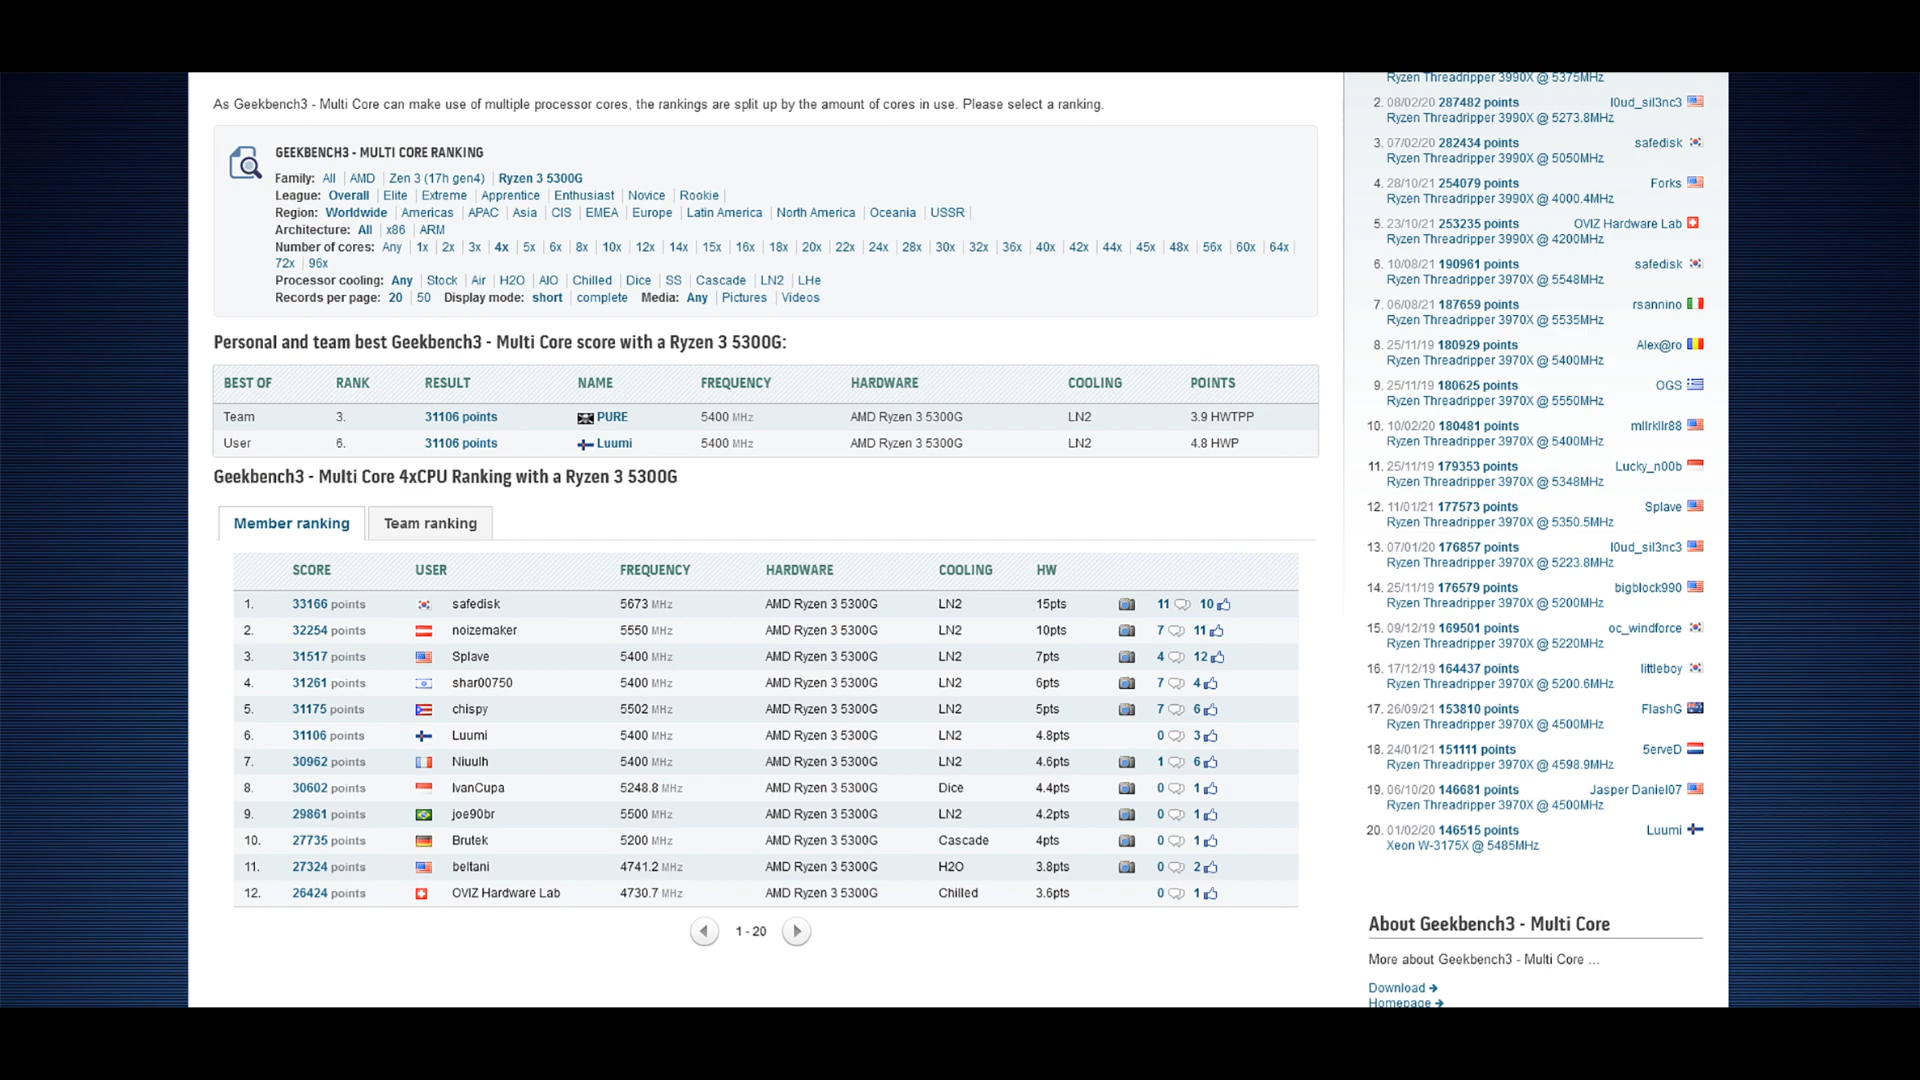 As Geekbench3 - Multi Core can make use of multiple processor cores, the rankings are split up by the amount of cores in use. Please select a ranking.
GEEKBENCH3 - MULTI CORE RANKING
Family: All | AMD | Zen 3 (17h gen4) | Ryzen 3 5300G
League: Overall | Elite | Extreme | Apprentice | Enthusiast | Novice | Rookie |
Region: Worldwide | Americas | APAC | Asia | CIS | EMEA | Europe | Latin America | North America | Oceania | USSR |
Architecture: All | x86 | ARM
Number of cores: Any | 1x | 2x | 3x | 4x | 5x | 6x | 8x | 10x | 12x | 14x | 15x | 16x | 18x | 20x | 22x | 24x | 28x | 30x | 32x | 36x | 40x | 42x | 44x | 45x | 48x | 56x | 60x | 64x |
72x | 96x
Processor cooling: Any | Stock | Air | H2O | AIO | Chilled | Dice | SS | Cascade | LN2 | LHe
Records per page: 20 | 50 Display mode: short | complete Media: Any | Pictures | Videos
Personal and team best Geekbench3 - Multi Core score with a Ryzen 3 5300G:
BEST OF RANK RESULT NAME FREQUENCY HARDWARE COOLING POINTS
Team 3. 31106 points PURE 5400 MHz AMD Ryzen 3 5300G LN2 3.9 HWTPP
User 6. 31106 points Luumi 5400 MHz AMD Ryzen 3 5300G LN2 4.8 HWP
Geekbench3 - Multi Core 4xCPU Ranking with a Ryzen 3 5300G
Member ranking Team ranking
SCORE USER FREQUENCY HARDWARE COOLING HW
1. 33166 points safedisk 5673 MHz AMD Ryzen 3 5300G LN2 15pts 11 10
2. 32254 points noizemaker 5550 MHz AMD Ryzen 3 5300G LN2 10pts 7 11
3. 31517 points Splave 5400 MHz AMD Ryzen 3 5300G LN2 7pts 4 12
4. 31261 points shar00750 5400 MHz AMD Ryzen 3 5300G LN2 6pts 7 4
5. 31175 points chispy 5502 MHz AMD Ryzen 3 5300G LN2 5pts 7 6
6. 31106 points Luumi 5400 MHz AMD Ryzen 3 5300G LN2 4.8pts 0 3
7. 30962 points Niuulh 5400 MHz AMD Ryzen 3 5300G LN2 4.6pts 1 6
8. 30602 points IvanCupa 5248.8 MHz AMD Ryzen 3 5300G Dice 4.4pts 0 1
9. 29861 points joe90br 5500 MHz AMD Ryzen 3 5300G LN2 4.2pts 0 1
10. 27735 points Brutek 5200 MHz AMD Ryzen 3 5300G Cascade 4pts 0 1
11. 27324 points beltani 4741.2 MHz AMD Ryzen 3 5300G H2O 3.8pts 0 2
12. 26424 points OVIZ Hardware Lab 4730.7 MHz AMD Ryzen 3 5300G Chilled 3.6pts 0 1
1 - 20
Ryzen Threadripper 3990X @ 5375MHz
2. 08/02/20 287482 points l0ud_sil3nc3
Ryzen Threadripper 3990X @ 5273.8MHz
3. 07/02/20 282434 points safedisk
Ryzen Threadripper 3990X @ 5050MHz
4. 28/10/21 254079 points Forks
Ryzen Threadripper 3990X @ 4000.4MHz
5. 23/10/21 253235 points OVIZ Hardware Lab
Ryzen Threadripper 3990X @ 4200MHz
6. 10/08/21 190961 points safedisk
Ryzen Threadripper 3970X @ 5548MHz
7. 06/08/21 187659 points rsannino
Ryzen Threadripper 3970X @ 5535MHz
8. 25/11/19 180929 points Alex@ro
Ryzen Threadripper 3970X @ 5400MHz
9. 25/11/19 180625 points OGS
Ryzen Threadripper 3970X @ 5550MHz
10. 10/02/20 180481 points mllrkllr88
Ryzen Threadripper 3970X @ 5400MHz
11. 25/11/19 179353 points Lucky_n00b
Ryzen Threadripper 3970X @ 5348MHz
12. 11/01/21 177573 points Splave
Ryzen Threadripper 3970X @ 5350.5MHz
13. 07/01/20 176857 points l0ud_sil3nc3
Ryzen Threadripper 3970X @ 5223.8MHz
14. 25/11/19 176579 points bigblock990
Ryzen Threadripper 3970X @ 5200MHz
15. 09/12/19 169501 points oc_windforce
Ryzen Threadripper 3970X @ 5220MHz
16. 17/12/19 164437 points littleboy
Ryzen Threadripper 3970X @ 5200.6MHz
17. 26/09/21 153810 points FlashG
Ryzen Threadripper 3970X @ 4500MHz
18. 24/01/21 151111 points 5erveD
Ryzen Threadripper 3970X @ 4598.9MHz
19. 06/10/20 146681 points Jasper Daniel07
Ryzen Threadripper 3970X @ 4500MHz
20. 01/02/20 146515 points Luumi
Xeon W-3175X @ 5485MHz
About Geekbench3 - Multi Core
More about Geekbench3 - Multi Core ...
Download
Homepage